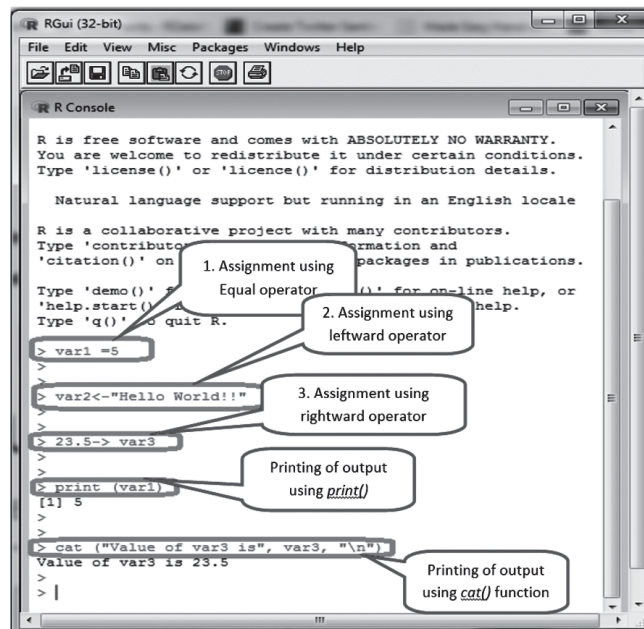 RGui (32-bit)
File Edit View Misc Packages Windows Help
STOP
R Console
R is free software and comes with ABSOLUTELY NO WARRANTY.
You are welcome to redistribute it under certain conditions.
Type 'license()' or 'licence()' for distribution details.
Natural language support but running in an English locale
R is a collaborative project with many contributors.
Type 'contributo formation and
'citation()' on packages in publications.
Type 'demo()' f ()' for on-line help, or
'help.start() help.
Type 'q()' to quit R.
1. Assignment using
Equal operator
> var1 =5
>
>
2. Assignment using
leftward operator
> var2<-"Hello World!!"
>
>
3. Assignment using
rightward operator
> 23.5-> var3
>
>
> print (var1)
Printing of output
using print()
[1] 5
>
>
> cat ("Value of var3 is", var3, "\n")
Value of var3 is 23.5
>
> |
Printing of output
using cat() function